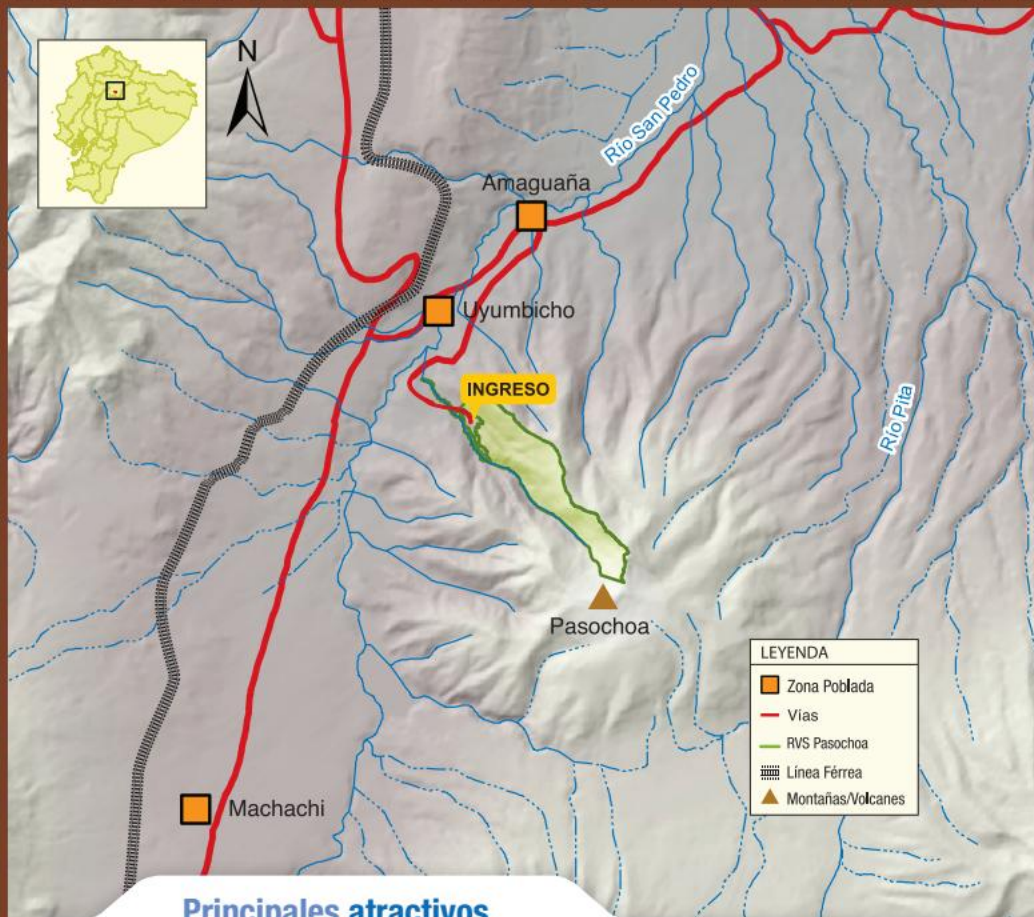 N
Río San Pedro
Amaguaña
Uyumbicho
INGRESO
Río Pita
Pasochoa
LEYENDA
Zona Poblada
Vías
RVS Pasochoa
Línea Férrea
Montañas/Volcanes
Machachi
Principales atractivos